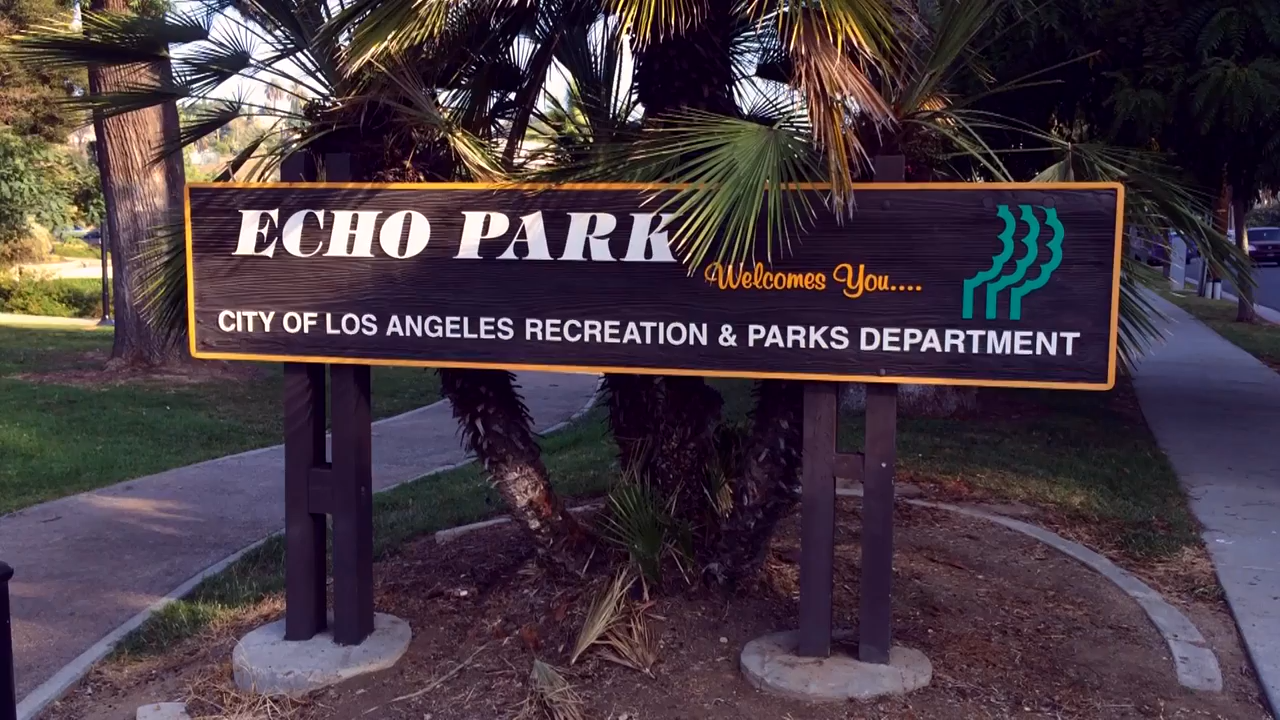 ECHO PARK
Welcomes You....
CITY OF LOS ANGELES RECREATION & PARKS DEPARTMENT